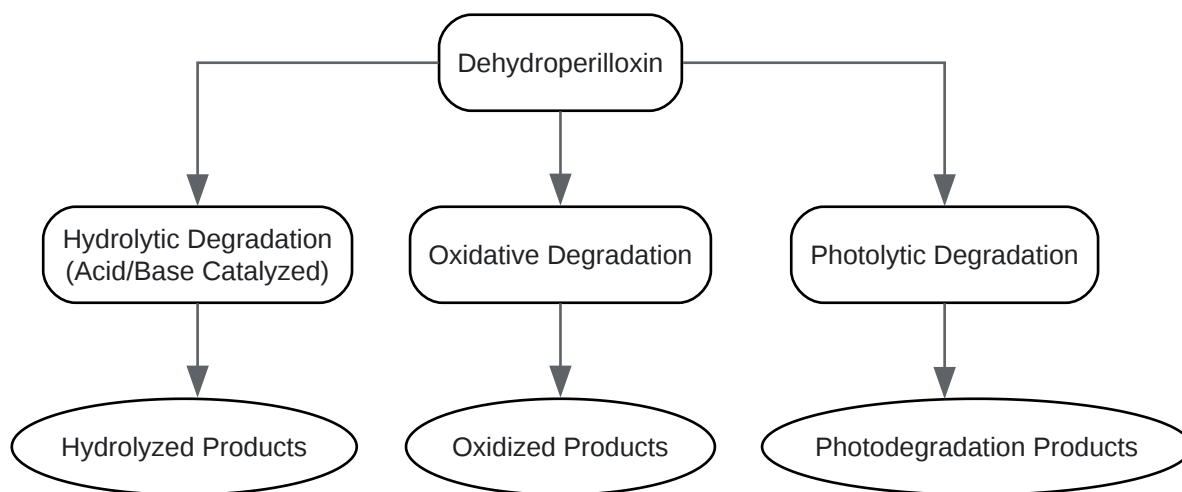 Dehydroperilloxin
Hydrolytic Degradation
(Acid/Base Catalyzed)
Oxidative Degradation
Photolytic Degradation
Hydrolyzed Products
Oxidized Products
Photodegradation Products